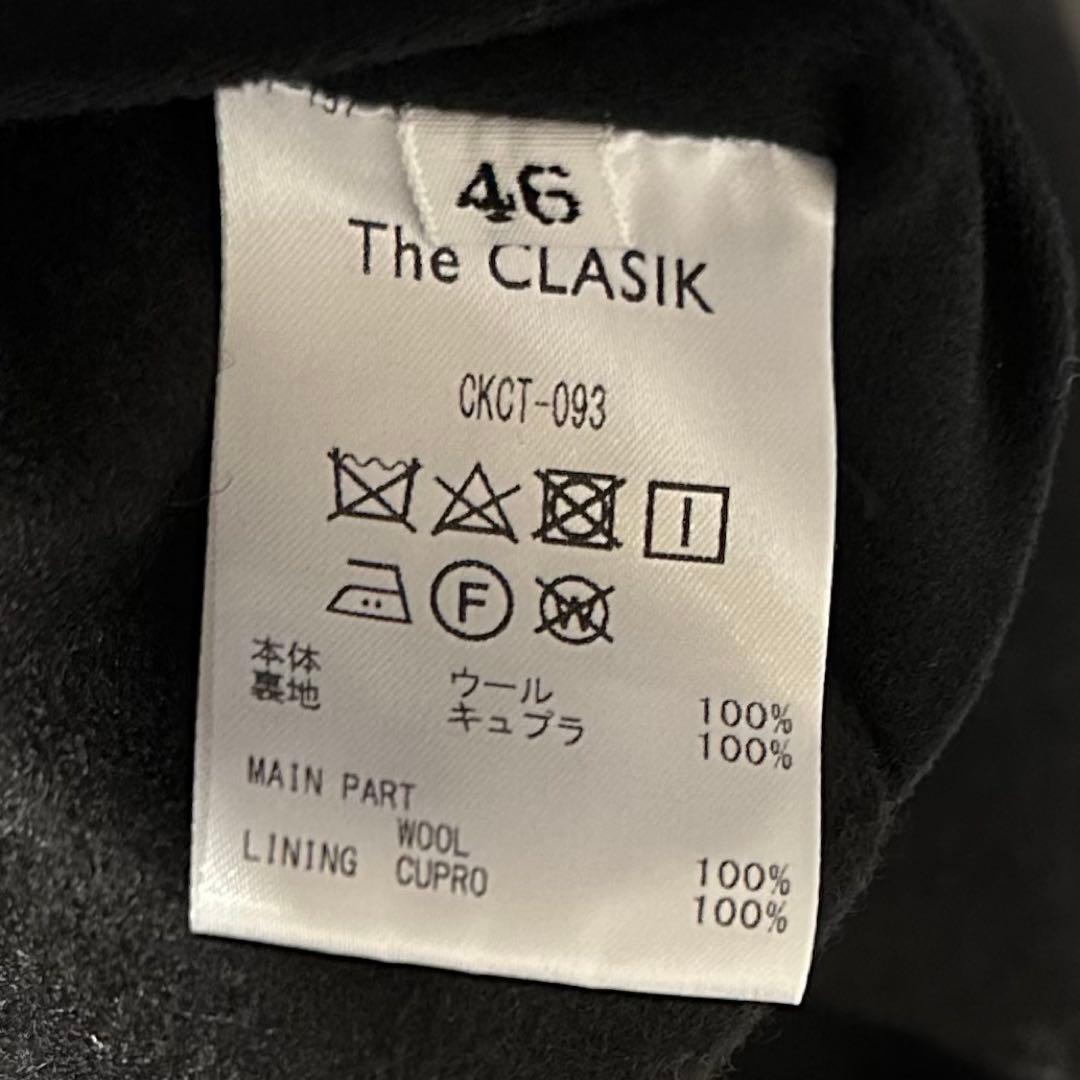 46
The CLASIK
CKCT-093
F
W
本体 ウール 100%
裏地 キュプラ 100%
MAIN PART
WOOL 100%
LINING CUPRO 100%